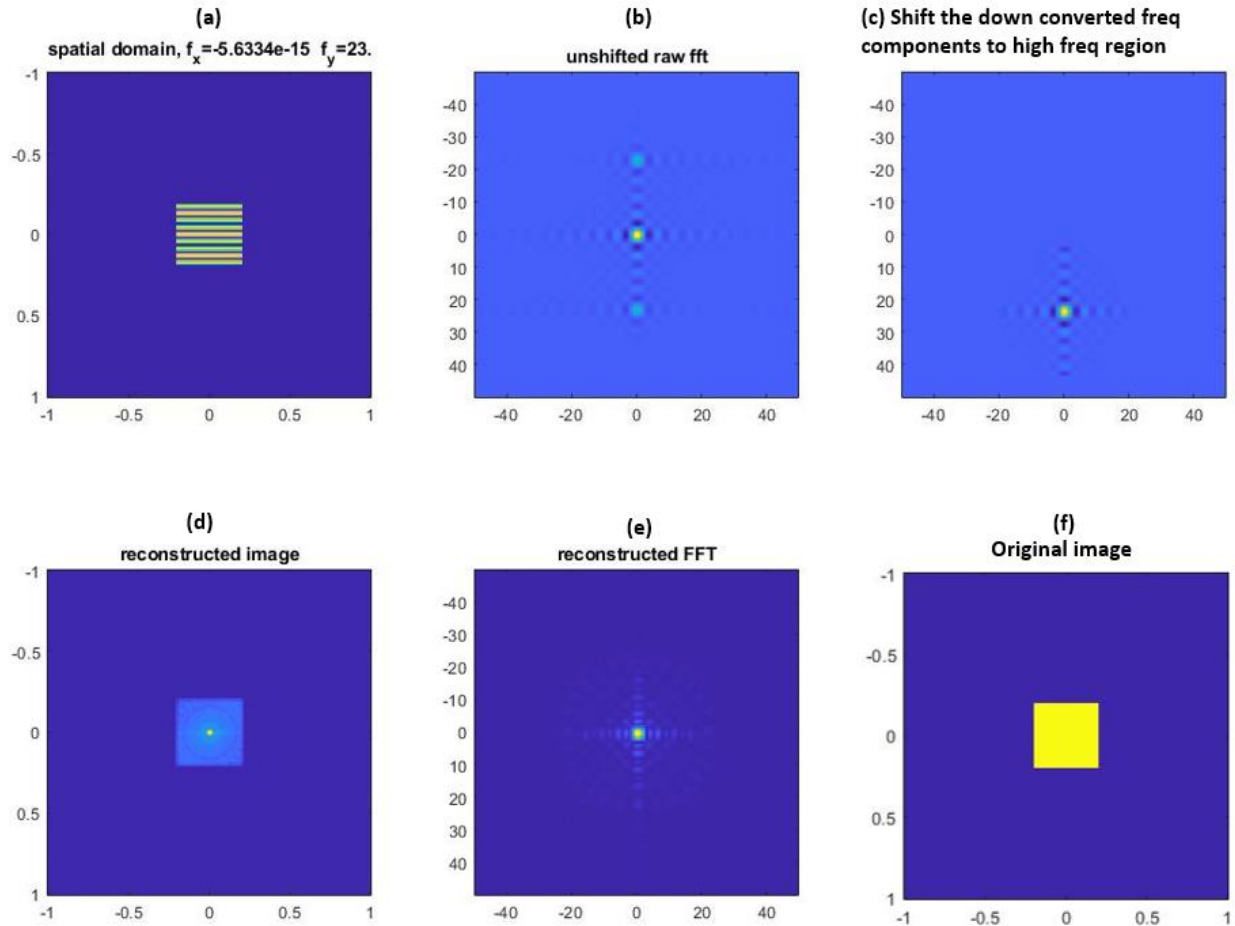 (a)
spatial domain, f_x=-5.6334e-15 f_y=23.
-1
-0.5
0
0.5
1
-1 -0.5 0 0.5 1
(b)
unshifted raw fft
-40
-30
-20
-10
0
10
20
30
40
-40 -20 0 20 40
(c) Shift the down converted freq
components to high freq region
-40
-30
-20
-10
0
10
20
30
40
-40 -20 0 20 40
(d)
reconstructed image
-1
-0.5
0
0.5
1
-1 -0.5 0 0.5 1
(e)
reconstructed FFT
-40
-30
-20
-10
0
10
20
30
40
-40 -20 0 20 40
(f)
Original image
-1
-0.5
0
0.5
1
-1 -0.5 0 0.5 1